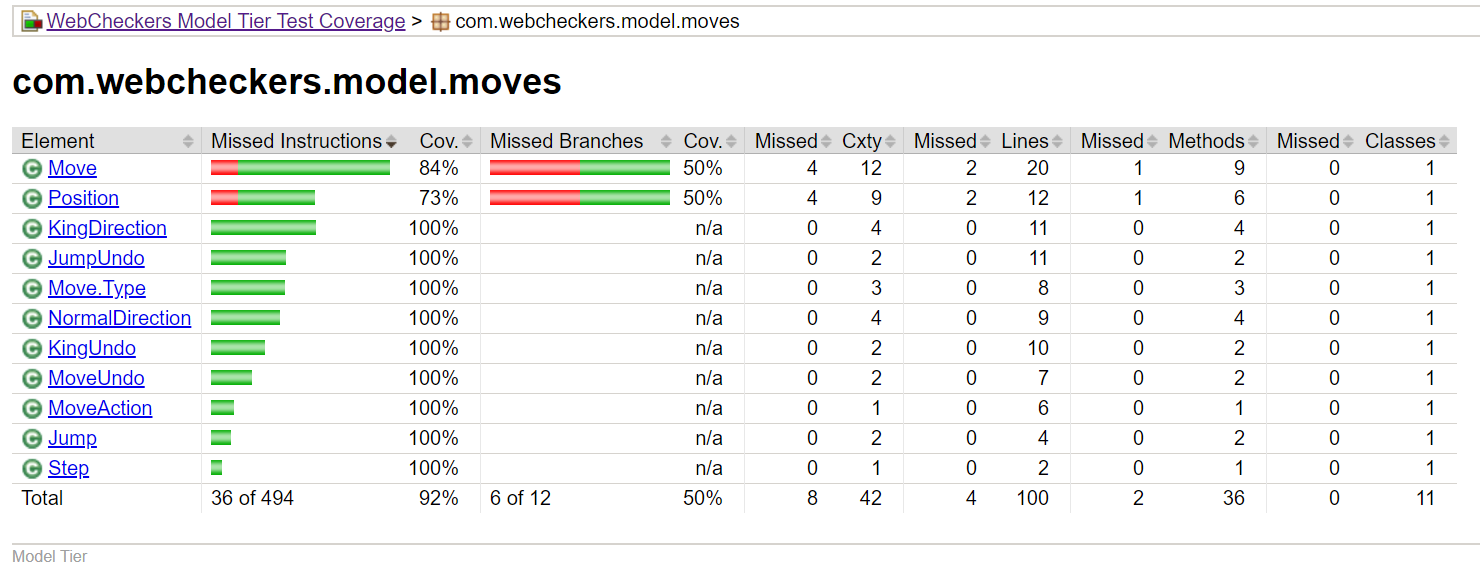 WebCheckers Model Tier Test Coverage > com.webcheckers.model.moves
com.webcheckers.model.moves
Element Missed Instructions Cov. Missed Branches Cov. Missed Cxty Missed Lines Missed Methods Missed Classes
Move 84% 50% 4 12 2 20 1 9 0 1
Position 73% 50% 4 9 2 12 1 6 0 1
KingDirection 100% n/a 0 4 0 11 0 4 0 1
JumpUndo 100% n/a 0 2 0 11 0 2 0 1
Move.Type 100% n/a 0 3 0 8 0 3 0 1
NormalDirection 100% n/a 0 4 0 9 0 4 0 1
KingUndo 100% n/a 0 2 0 10 0 2 0 1
MoveUndo 100% n/a 0 2 0 7 0 2 0 1
MoveAction 100% n/a 0 1 0 6 0 1 0 1
Jump 100% n/a 0 2 0 4 0 2 0 1
Step 100% n/a 0 1 0 2 0 1 0 1
Total 36 of 494 92% 6 of 12 50% 8 42 4 100 2 36 0 11
Model Tier